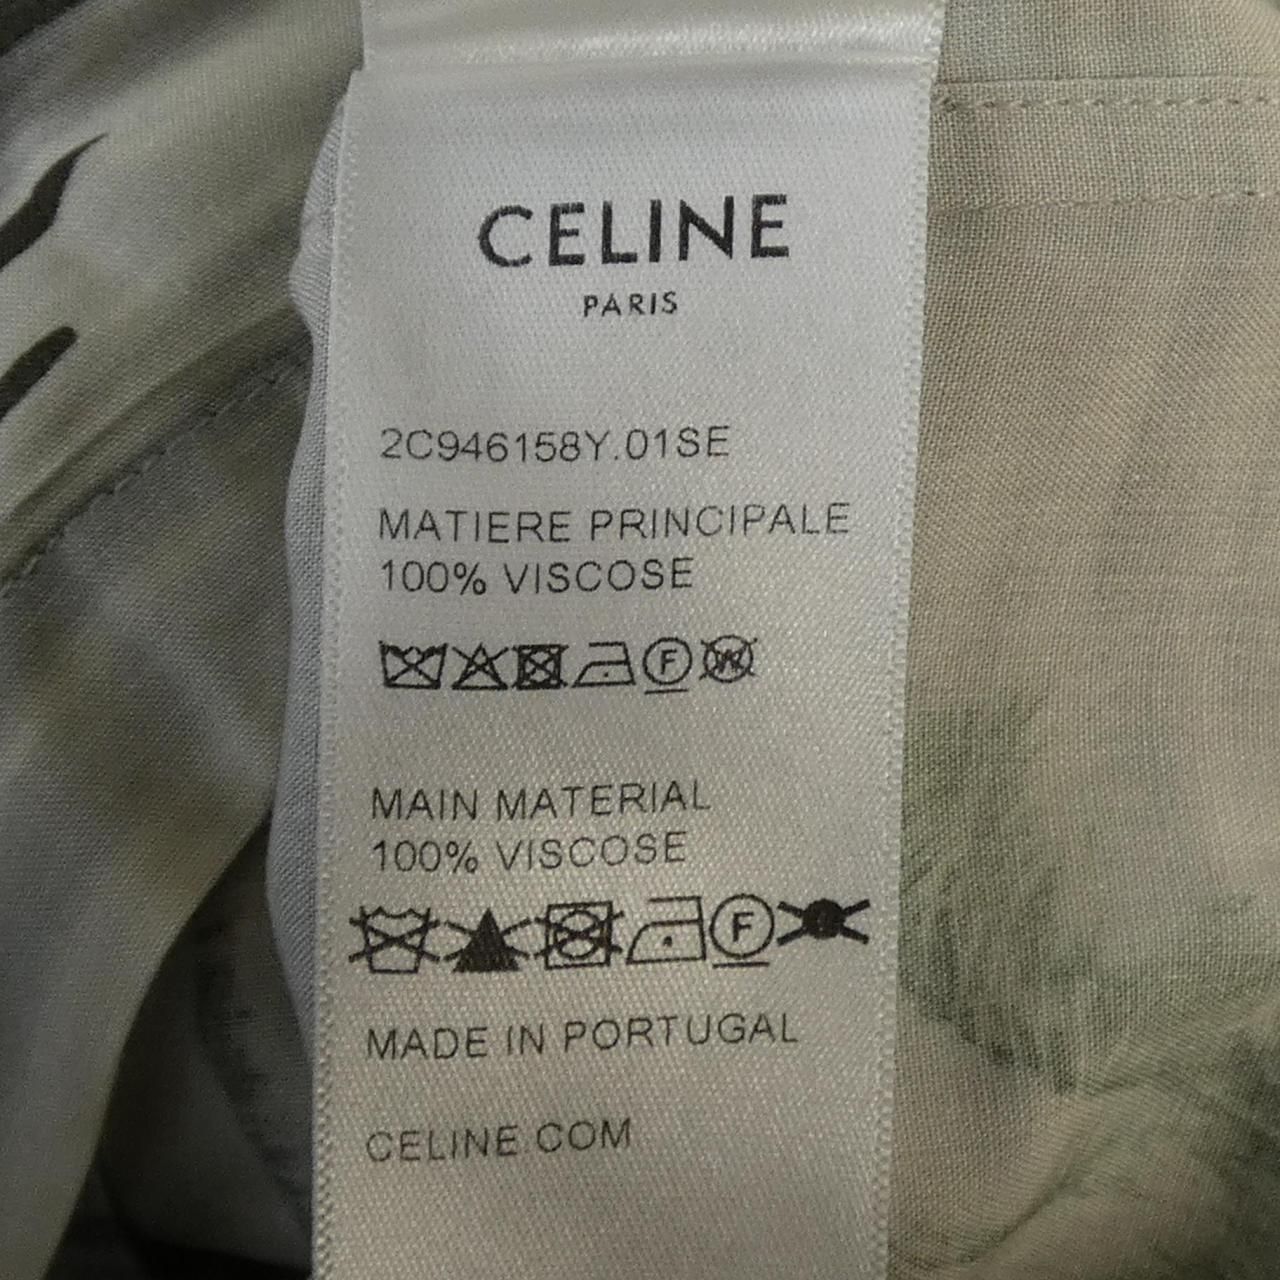 CELINE
PARIS
2C946158Y.01SE
MATIERE PRINCIPALE
100% VISCOSE
F W
MAIN MATERIAL
100% VISCOSE
F
MADE IN PORTUGAL
CELINE.COM